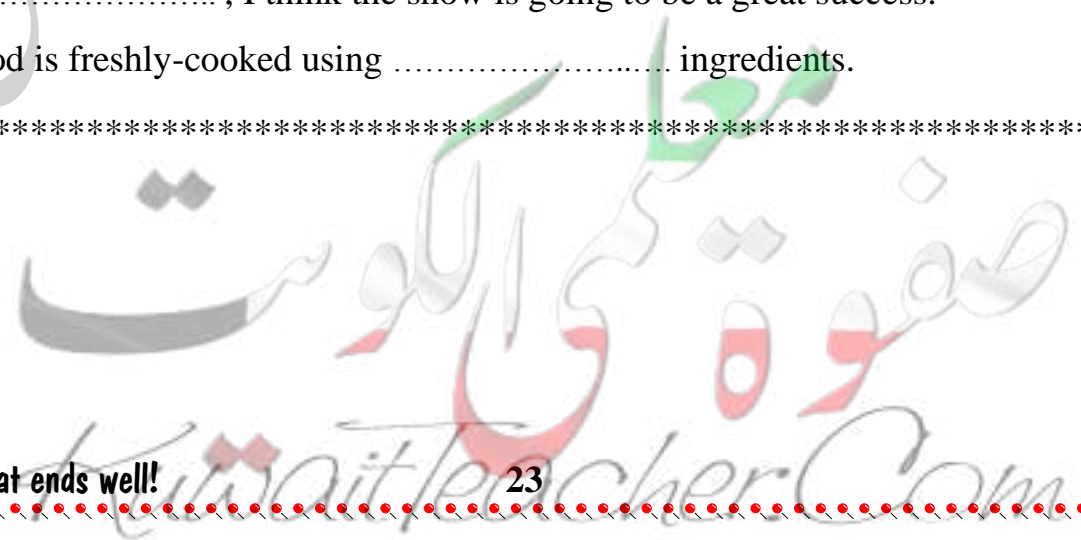 …………………….. , I think the show is going to be a great success.
od is freshly-cooked using …………………..…. ingredients.
************************************************************
صفوة معلمى الكويت
at ends well! 23
KuwaitTeacher.Com